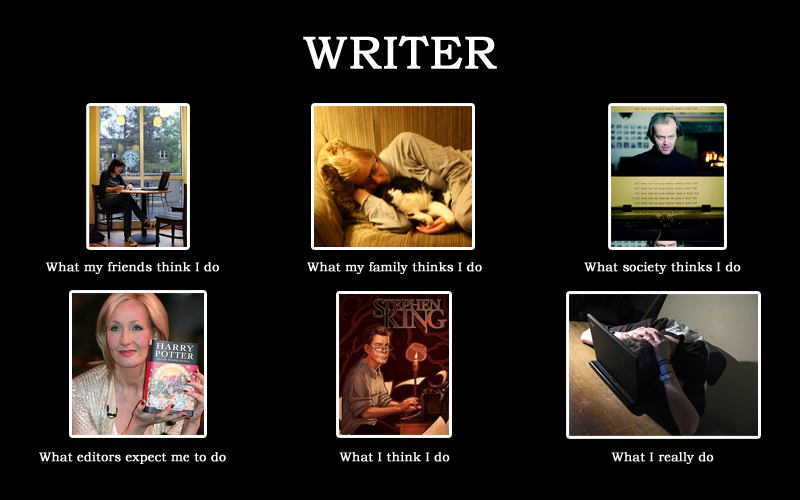 WRITER
What my friends think I do
What my family thinks I do
What society thinks I do
HARRY
POTTER
STEPHEN
KING
What editors expect me to do
What I think I do
What I really do